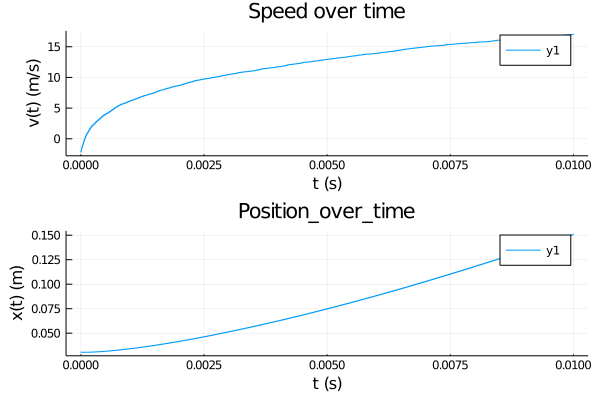 Speed over time
v(t) (m/s)
15
10
5
0
y1
0.0000 0.0025 0.0050 0.0075 0.0100
t (s)
Position_over_time
x(t) (m)
0.150
0.125
0.100
0.075
0.050
y1
0.0000 0.0025 0.0050 0.0075 0.0100
t (s)